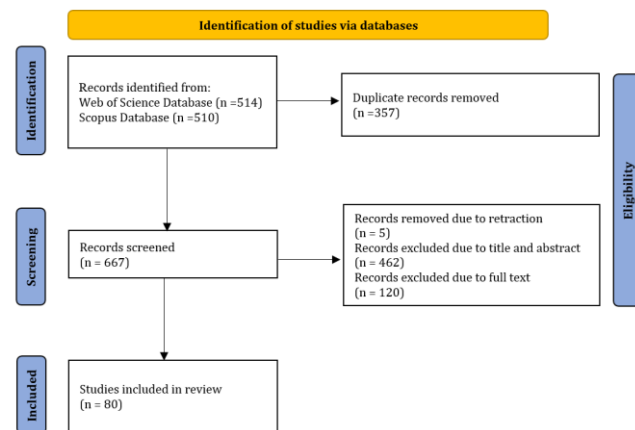 Identification of studies via databases
Identification
Records identified from:
Web of Science Database (n =514)
Scopus Database (n =510)
Duplicate records removed
(n =357)
Eligibility
Screening
Records screened
(n = 667)
Records removed due to retraction
(n = 5)
Records excluded due to title and abstract
(n = 462)
Records excluded due to full text
(n = 120)
Included
Studies included in review
(n = 80)